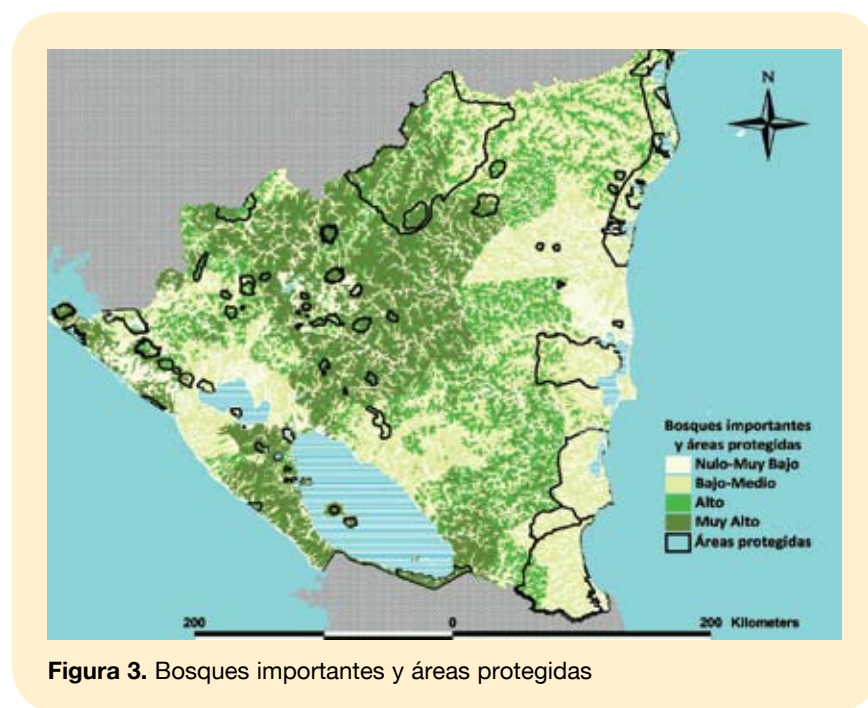 N
Bosques importantes
y áreas protegidas
Nulo-Muy Bajo
Bajo-Medio
Alto
Muy Alto
Áreas protegidas
200 0 200 Kilometers
Figura 3. Bosques importantes y áreas protegidas